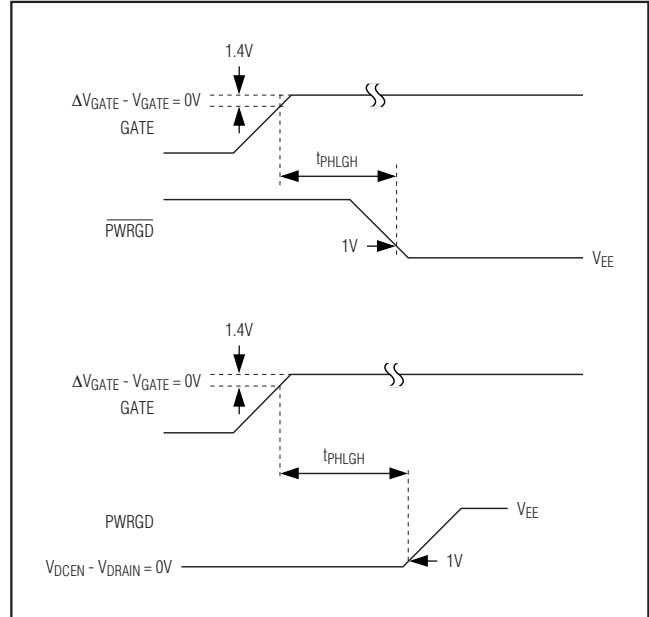 1.4V
ΔVGATE - VGATE = 0V
GATE
tPHLGH
PWRGD
1V
VEE
1.4V
ΔVGATE - VGATE = 0V
GATE
tPHLGH
PWRGD
VEE
VDCEN - VDRAIN = 0V
1V